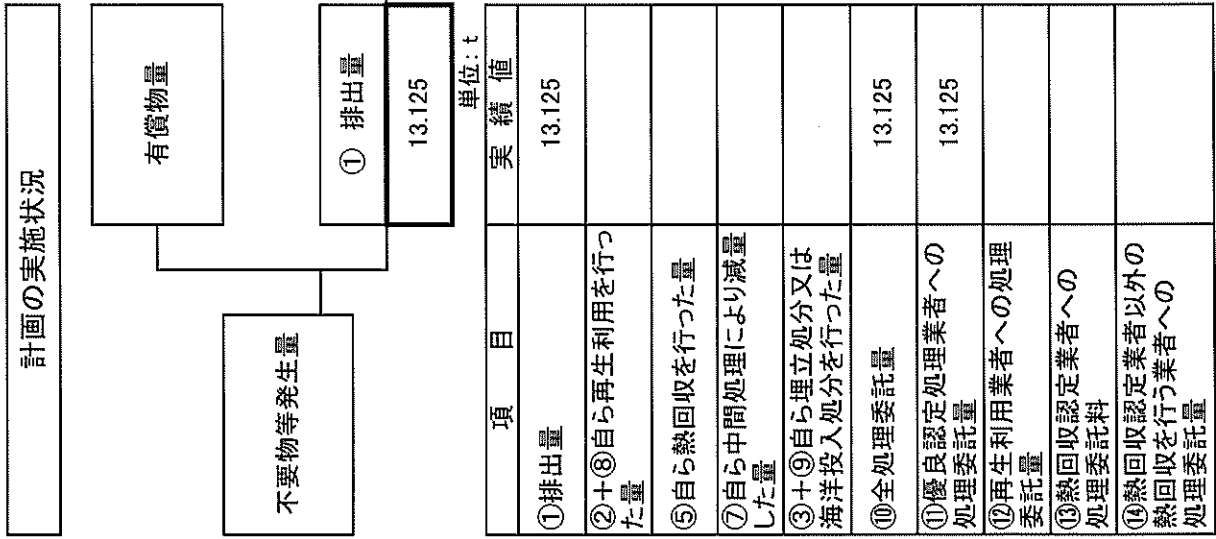 計画の実施状況
有償物量
不要物等発生量
① 排出量
13.125
単位:t
項 目
実 績 値
①排出量
13.125
②+⑧自ら再生利用を行っ
た量
⑤自ら熱回収を行った量
⑦自ら中間処理により減量
した量
③+⑨自ら埋立処分又は
海洋投入処分を行った量
⑩全処理委託量
13.125
⑪優良認定処理業者への
処理委託量
13.125
⑫再生利用業者への処理
委託量
⑬熱回収認定業者への
処理委託料
⑭熱回収認定業者以外の
熱回収を行う業者への
処理委託量